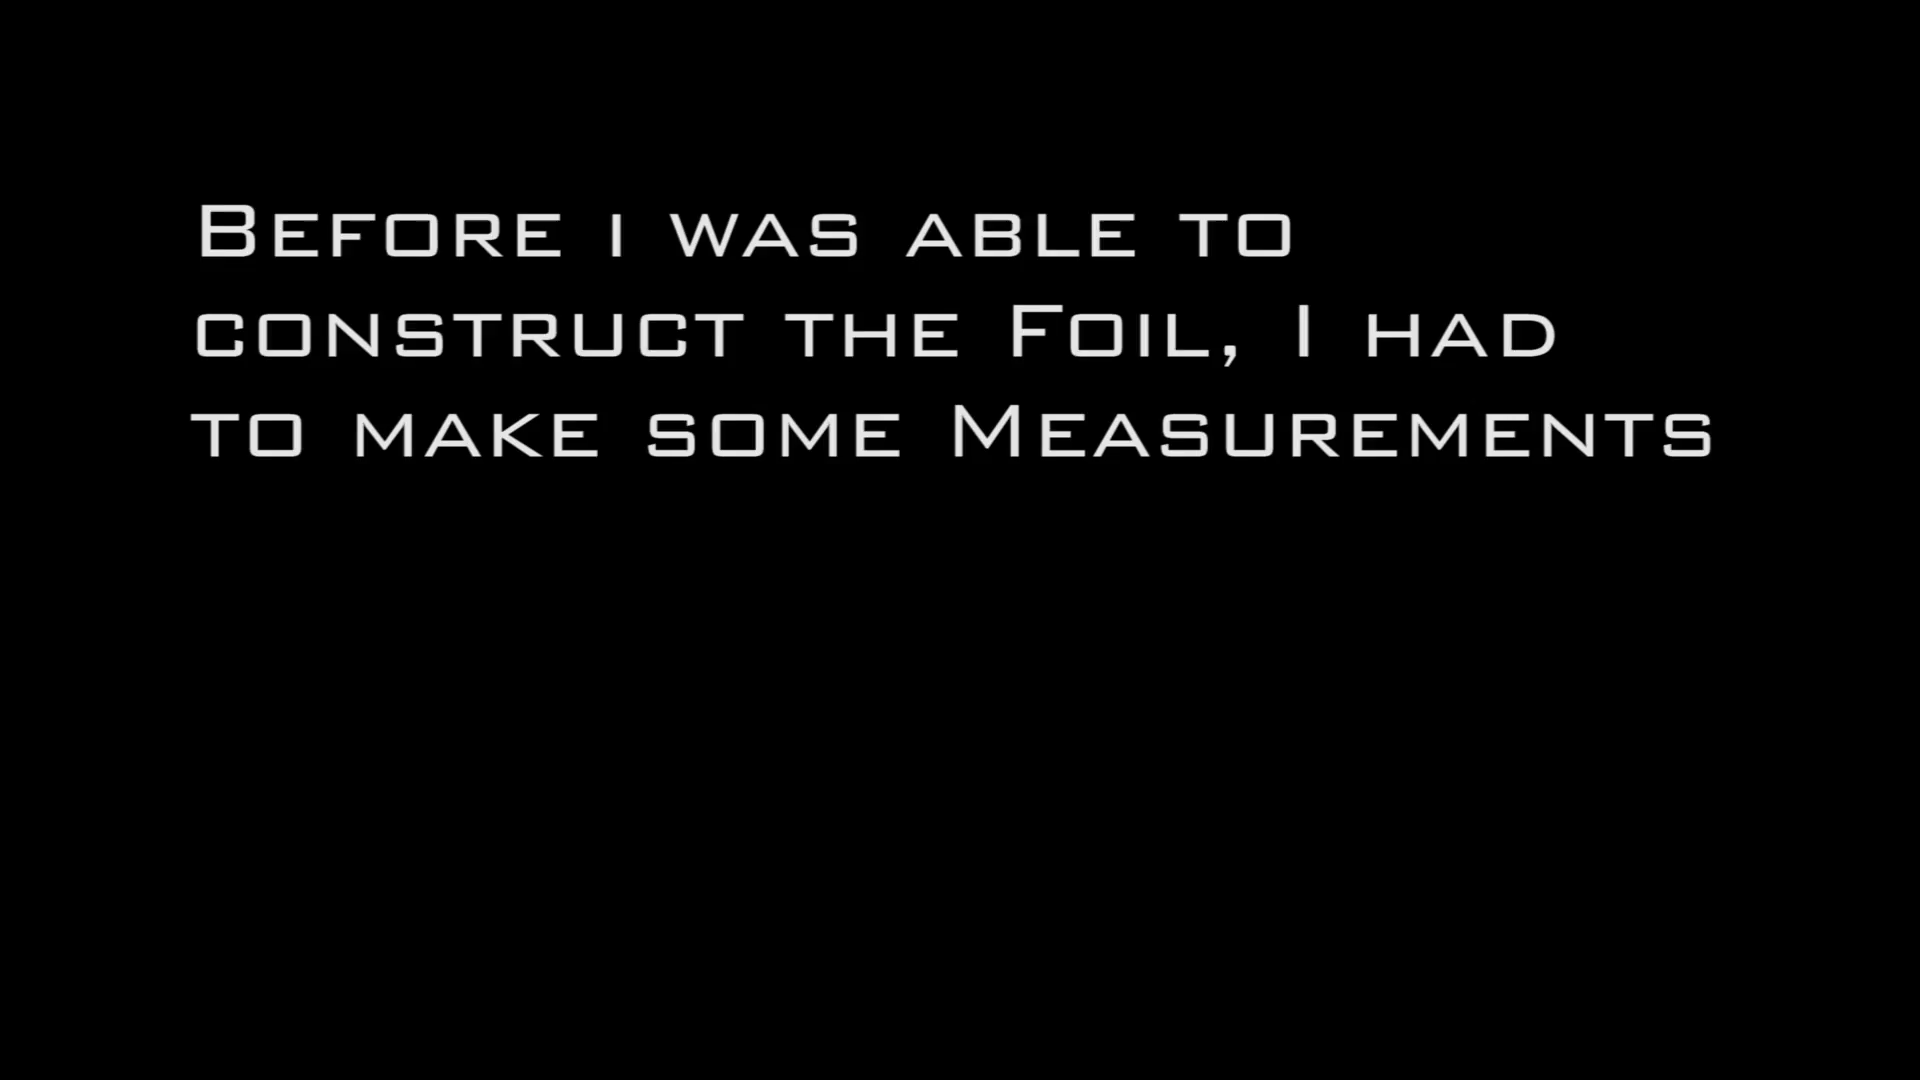 Before i was able to
construct the Foil, I had
to make some Measurements